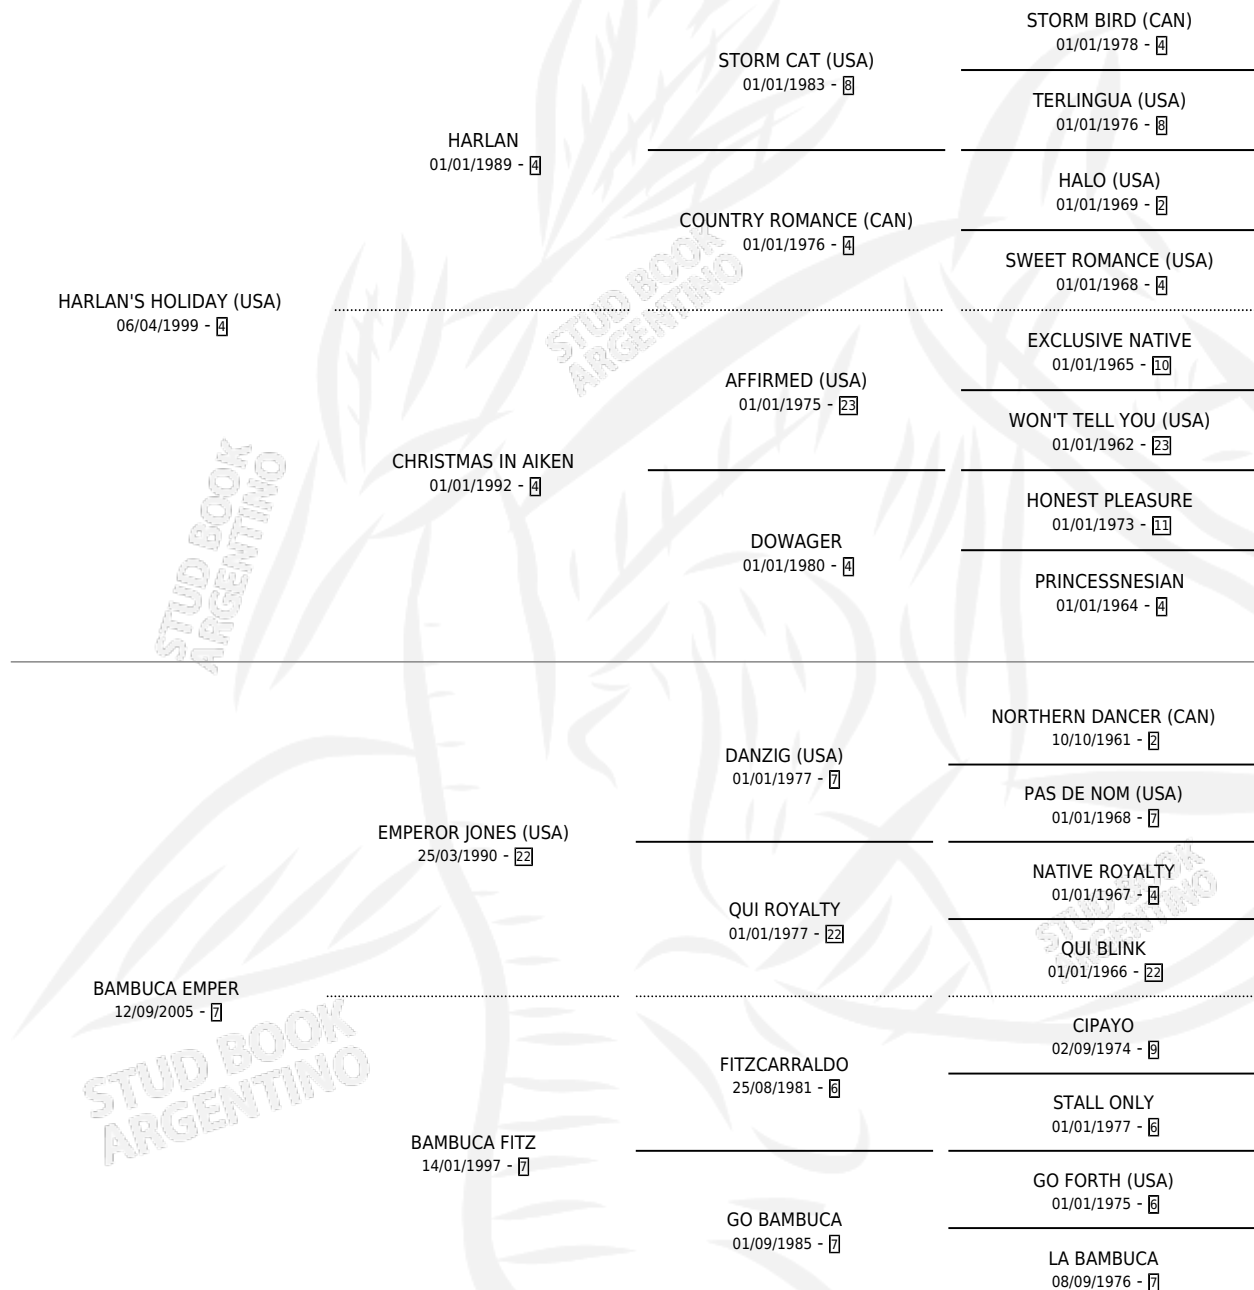 STORM BIRD (CAN)
01/01/1978 - 4
STORM CAT (USA)
01/01/1983 - 8
TERLINGUA (USA)
01/01/1976 - 8
HARLAN
01/01/1989 - 4
HALO (USA)
01/01/1969 - 2
COUNTRY ROMANCE (CAN)
01/01/1976 - 4
SWEET ROMANCE (USA)
01/01/1968 - 4
HARLAN'S HOLIDAY (USA)
06/04/1999 - 4
EXCLUSIVE NATIVE
01/01/1965 - 10
AFFIRMED (USA)
01/01/1975 - 23
WON'T TELL YOU (USA)
01/01/1962 - 23
CHRISTMAS IN AIKEN
01/01/1992 - 4
HONEST PLEASURE
01/01/1973 - 11
DOWAGER
01/01/1980 - 4
PRINCESSNESIAN
01/01/1964 - 4
NORTHERN DANCER (CAN)
10/10/1961 - 2
DANZIG (USA)
01/01/1977 - 7
PAS DE NOM (USA)
01/01/1968 - 7
EMPEROR JONES (USA)
25/03/1990 - 22
NATIVE ROYALTY
01/01/1967 - 4
QUI ROYALTY
01/01/1977 - 22
QUI BLINK
01/01/1966 - 22
BAMBUCA EMPER
12/09/2005 - 7
CIPAYO
02/09/1974 - 9
FITZCARRALDO
25/08/1981 - 6
STALL ONLY
01/01/1977 - 6
BAMBUCA FITZ
14/01/1997 - 7
GO FORTH (USA)
01/01/1975 - 6
GO BAMBUCA
01/09/1985 - 7
LA BAMBUCA
08/09/1976 - 7
STUD BOOK
ARGENTINO
STUD BOOK
ARGENTINO
STUD BOOK
ARGENTINO
STUD BOOK
ARGENTINO